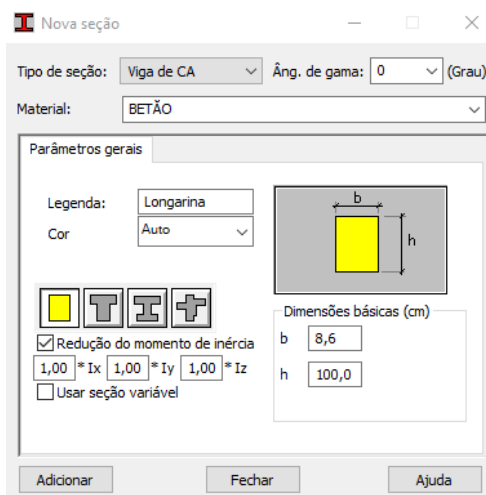 Nova seção
Tipo de seção: Viga de CA Âng. de gama: 0 (Grau)
Material: BETÃO
Parâmetros gerais
Legenda: Longarina
Cor Auto
b
h
Redução do momento de inércia
1,00 * Ix 1,00 * Iy 1,00 * Iz
Usar seção variável
Dimensões básicas (cm)
b 8,6
h 100,0
Adicionar Fechar Ajuda